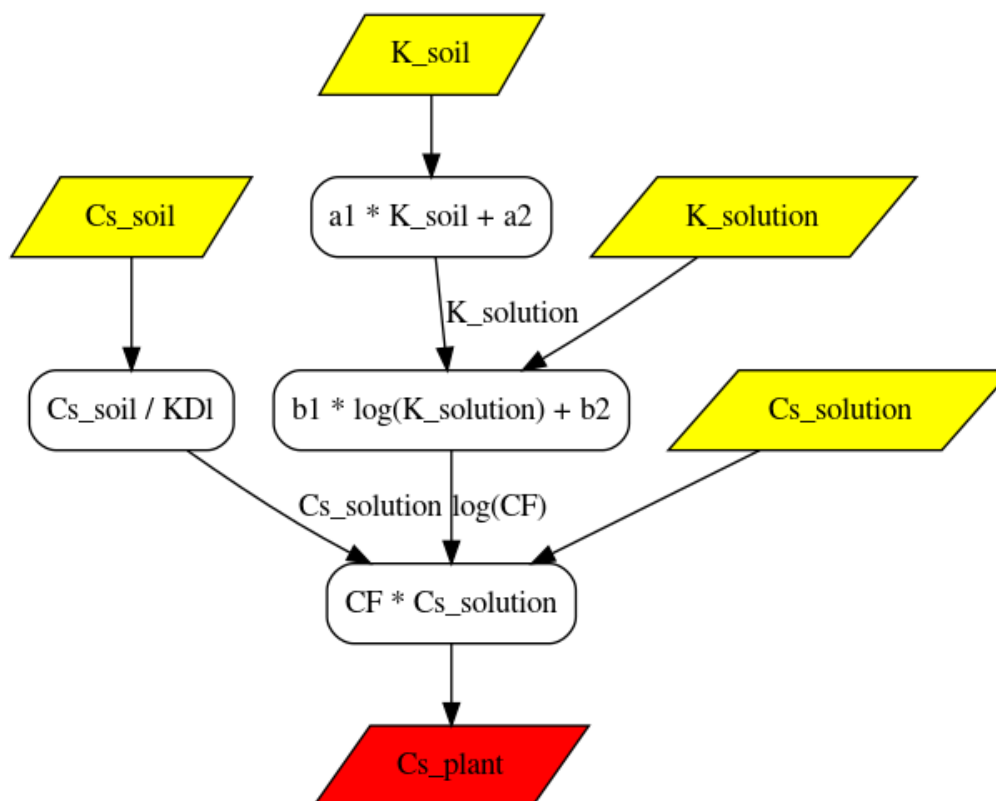 K_soil
Cs_soil
a1 * K_soil + a2
K_solution
K_solution
Cs_soil / KDl
b1 * log(K_solution) + b2
Cs_solution
Cs_solution
log(CF)
CF * Cs_solution
Cs_plant